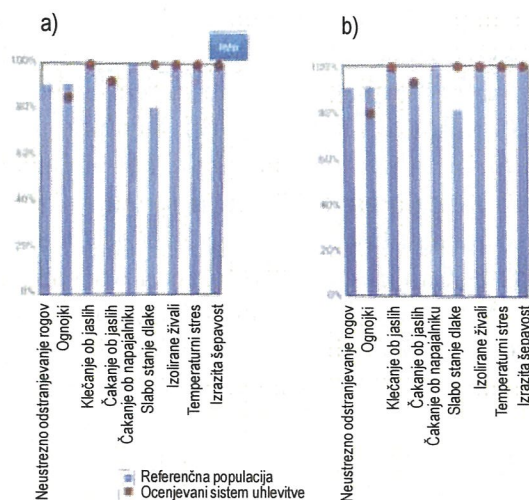 a)
Info
100%
80%
60%
40%
20%
0%
Neustrezno odstranjevanje rogov
Ognojki
Klečanje ob jaslih
Čakanje ob jaslih
Čakanje ob napajalniku
Slabo stanje dlake
Izolirane živali
Temperaturni stres
Izrazita šepavost
b)
100%
80%
60%
40%
20%
0%
Neustrezno odstranjevanje rogov
Ognojki
Klečanje ob jaslih
Čakanje ob jaslih
Čakanje ob napajalniku
Slabo stanje dlake
Izolirane živali
Temperaturni stres
Izrazita šepavost
Referenčna populacija
Ocenjevani sistem uhlevitve